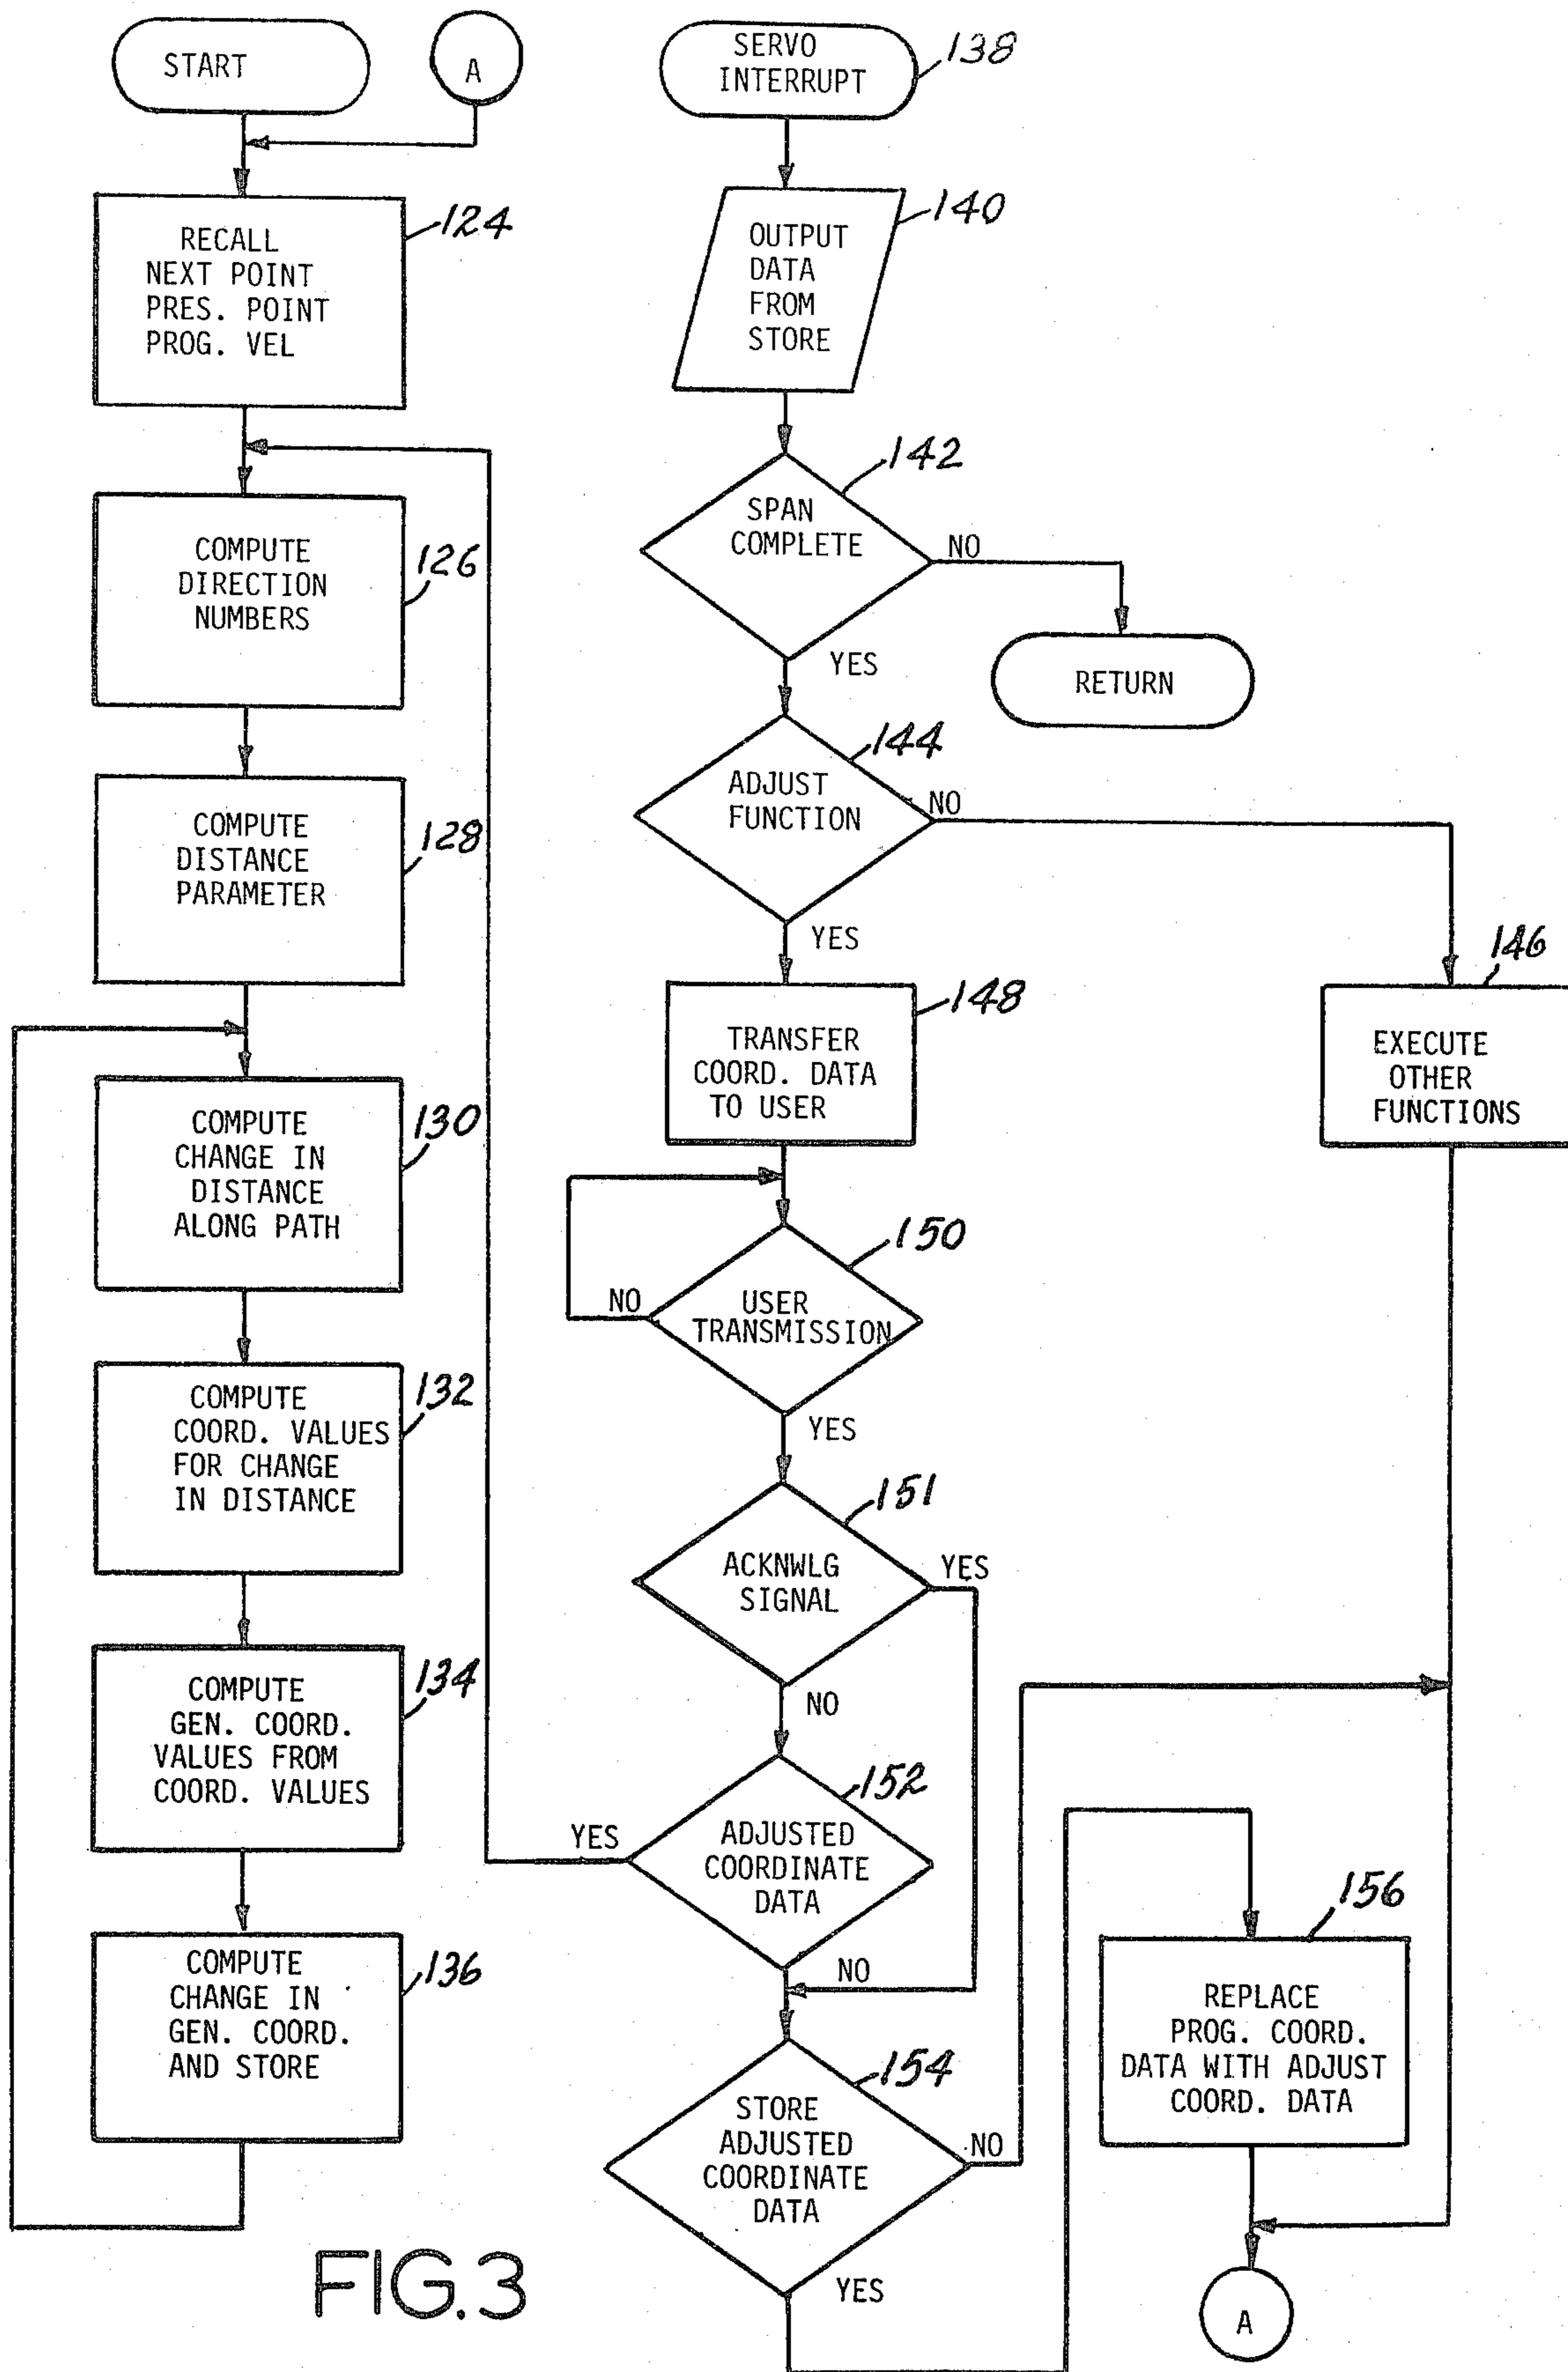 START
A
RECALL
NEXT POINT
PRES. POINT
PROG. VEL
124
COMPUTE
DIRECTION
NUMBERS
126
COMPUTE
DISTANCE
PARAMETER
128
COMPUTE
CHANGE IN
DISTANCE
ALONG PATH
130
COMPUTE
COORD. VALUES
FOR CHANGE
IN DISTANCE
132
COMPUTE
GEN. COORD.
VALUES FROM
COORD. VALUES
134
COMPUTE
CHANGE IN
GEN. COORD.
AND STORE
136
SERVO
INTERRUPT
138
OUTPUT
DATA
FROM
STORE
140
SPAN
COMPLETE
142
NO
RETURN
YES
ADJUST
FUNCTION
144
NO
EXECUTE
OTHER
FUNCTIONS
146
YES
TRANSFER
COORD. DATA
TO USER
148
USER
TRANSMISSION
150
NO
YES
ACKNWLG
SIGNAL
151
YES
NO
ADJUSTED
COORDINATE
DATA
152
YES
NO
STORE
ADJUSTED
COORDINATE
DATA
154
NO
YES
REPLACE
PROG. COORD.
DATA WITH ADJUST
COORD. DATA
156
A
FIG.3